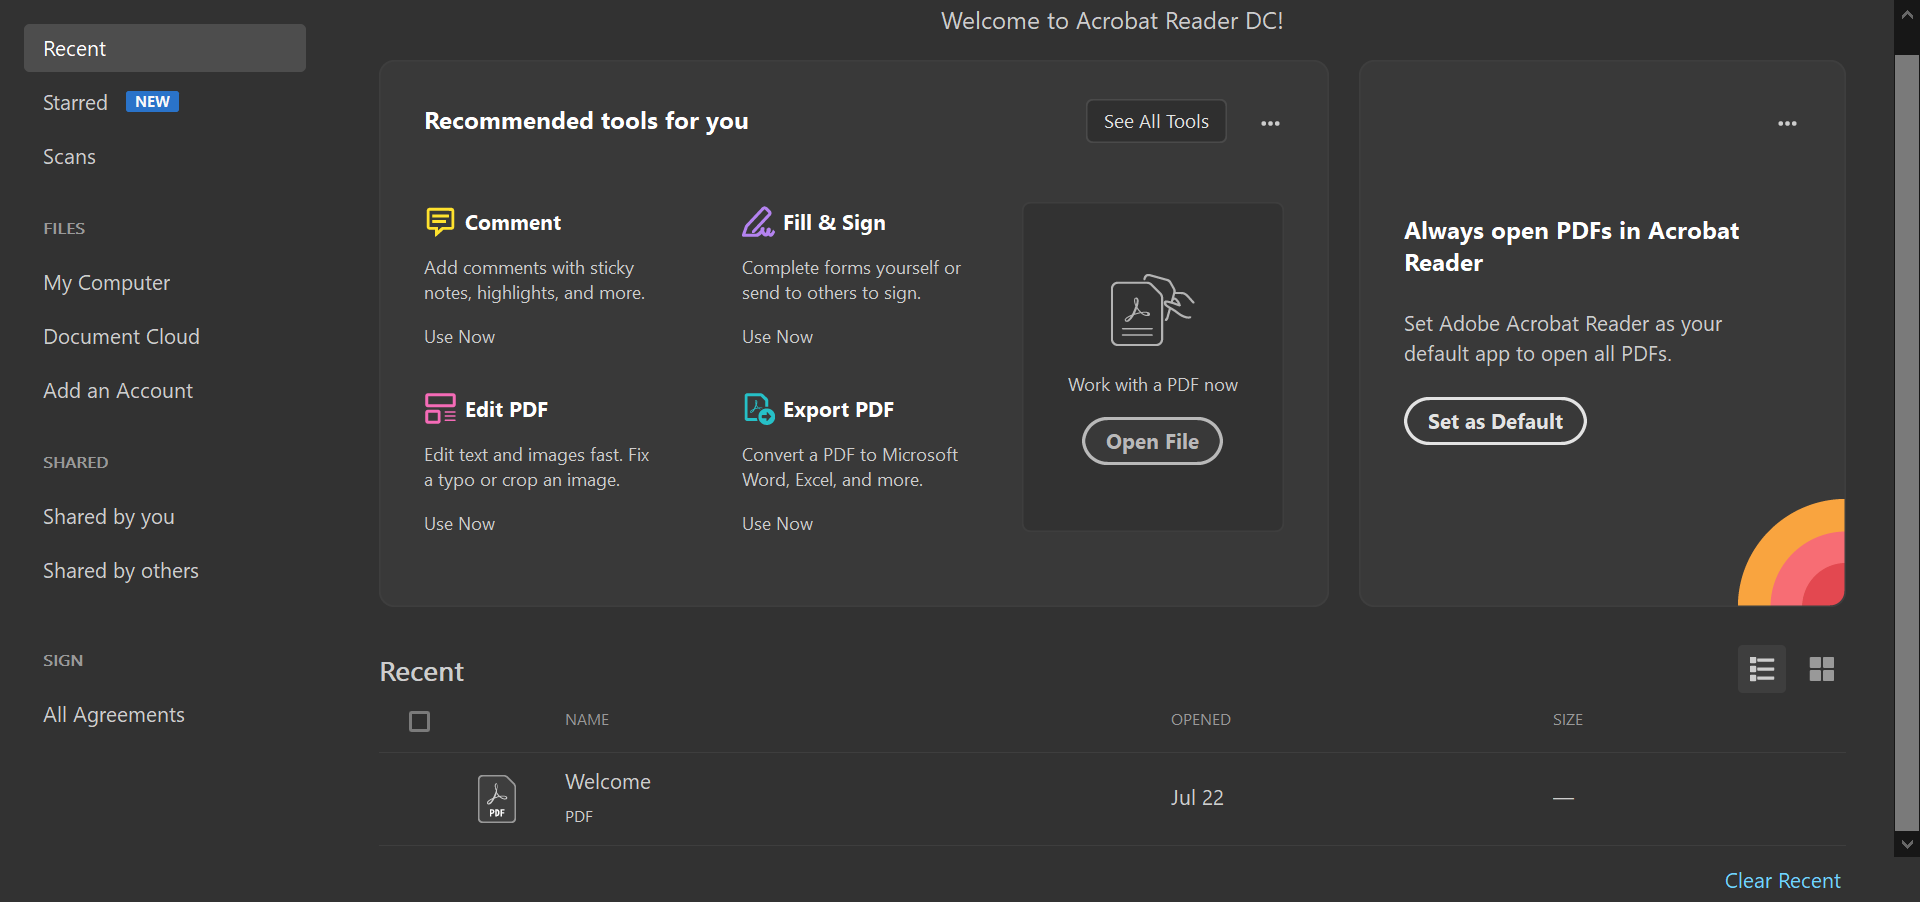 Welcome to Acrobat Reader DC!
Recent
Starred NEW
Scans
FILES
My Computer
Document Cloud
Add an Account
SHARED
Shared by you
Shared by others
SIGN
All Agreements
Recommended tools for you
See All Tools
Comment
Add comments with sticky
notes, highlights, and more.
Use Now
Fill & Sign
Complete forms yourself or
send to others to sign.
Use Now
Edit PDF
Edit text and images fast. Fix
a typo or crop an image.
Use Now
Export PDF
Convert a PDF to Microsoft
Word, Excel, and more.
Use Now
Work with a PDF now
Open File
Always open PDFs in Acrobat
Reader
Set Adobe Acrobat Reader as your
default app to open all PDFs.
Set as Default
Recent
NAME OPENED SIZE
PDF
Welcome Jul 22 —
PDF
Clear Recent